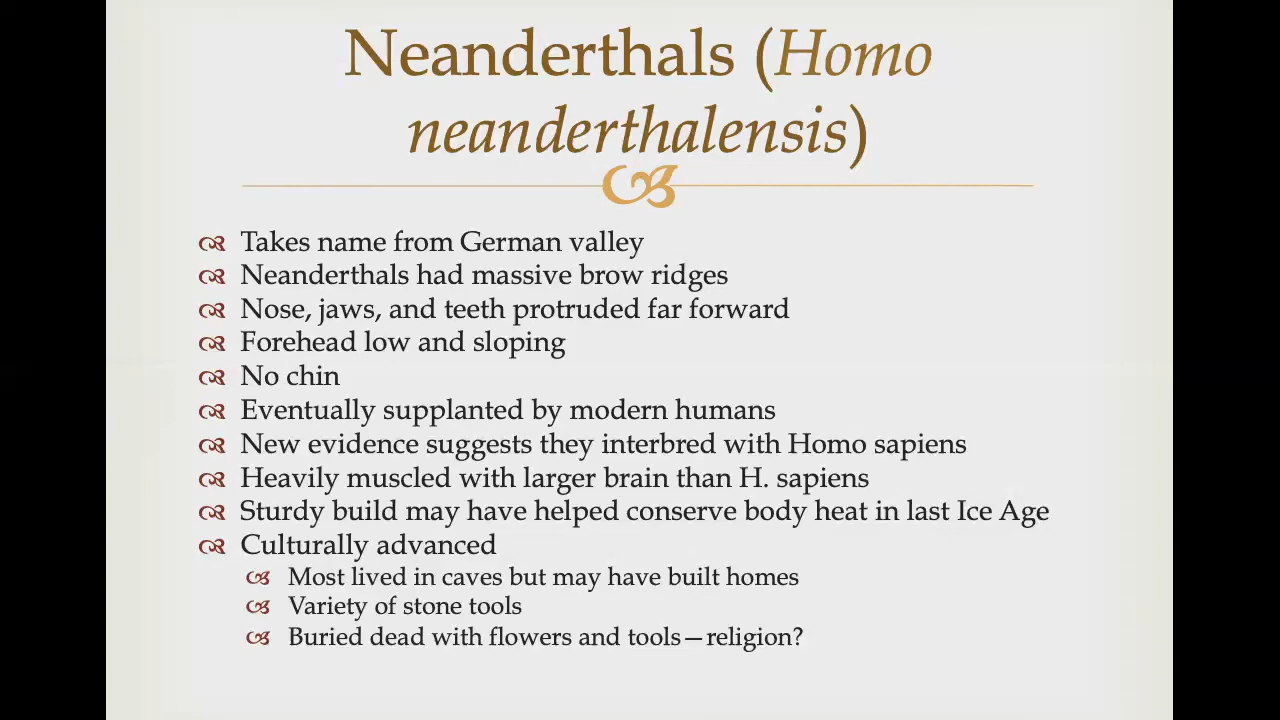 Neanderthals (Homo
neanderthalensis)
Takes name from German valley
Neanderthals had massive brow ridges
Nose, jaws, and teeth protruded far forward
Forehead low and sloping
No chin
Eventually supplanted by modern humans
New evidence suggests they interbred with Homo sapiens
Heavily muscled with larger brain than H. sapiens
Sturdy build may have helped conserve body heat in last Ice Age
Culturally advanced
Most lived in caves but may have built homes
Variety of stone tools
Buried dead with flowers and tools—religion?